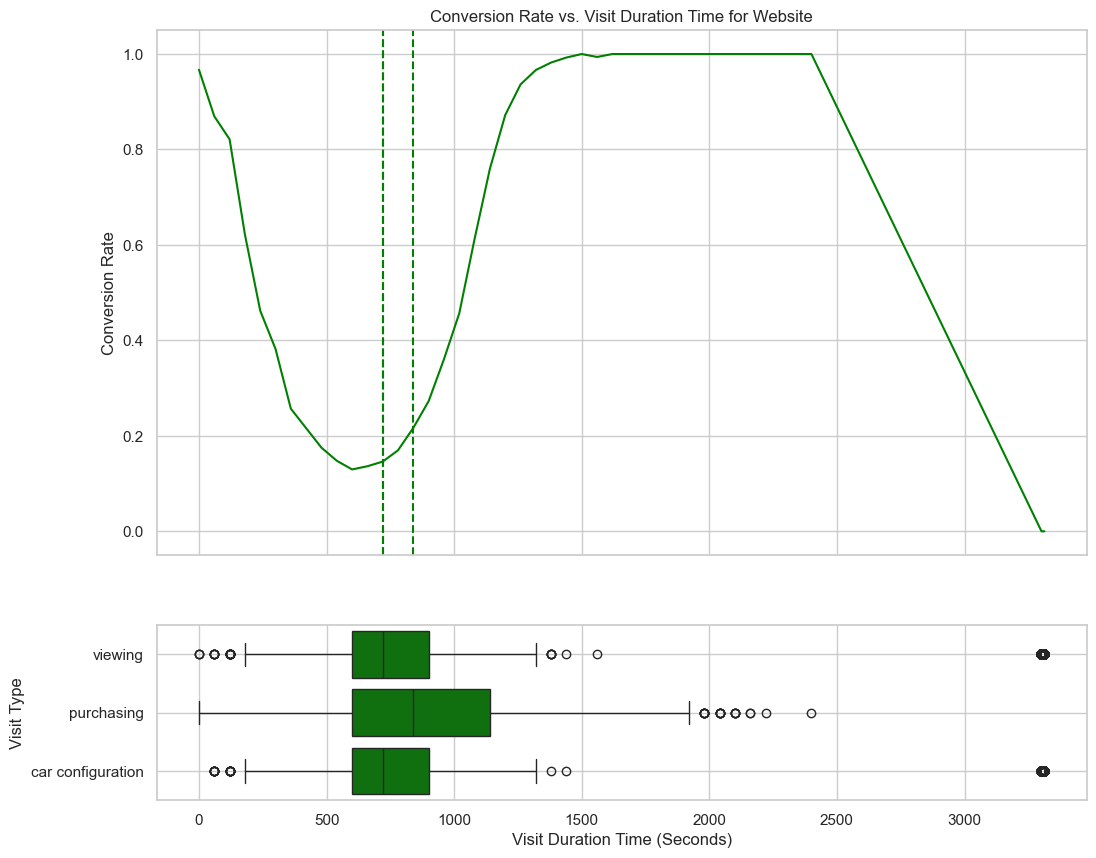 Conversion Rate vs. Visit Duration Time for Website
1.0
0.8
0.6
0.4
0.2
0.0
Conversion Rate
viewing
purchasing
car configuration
Visit Type
0 500 1000 1500 2000 2500 3000
Visit Duration Time (Seconds)